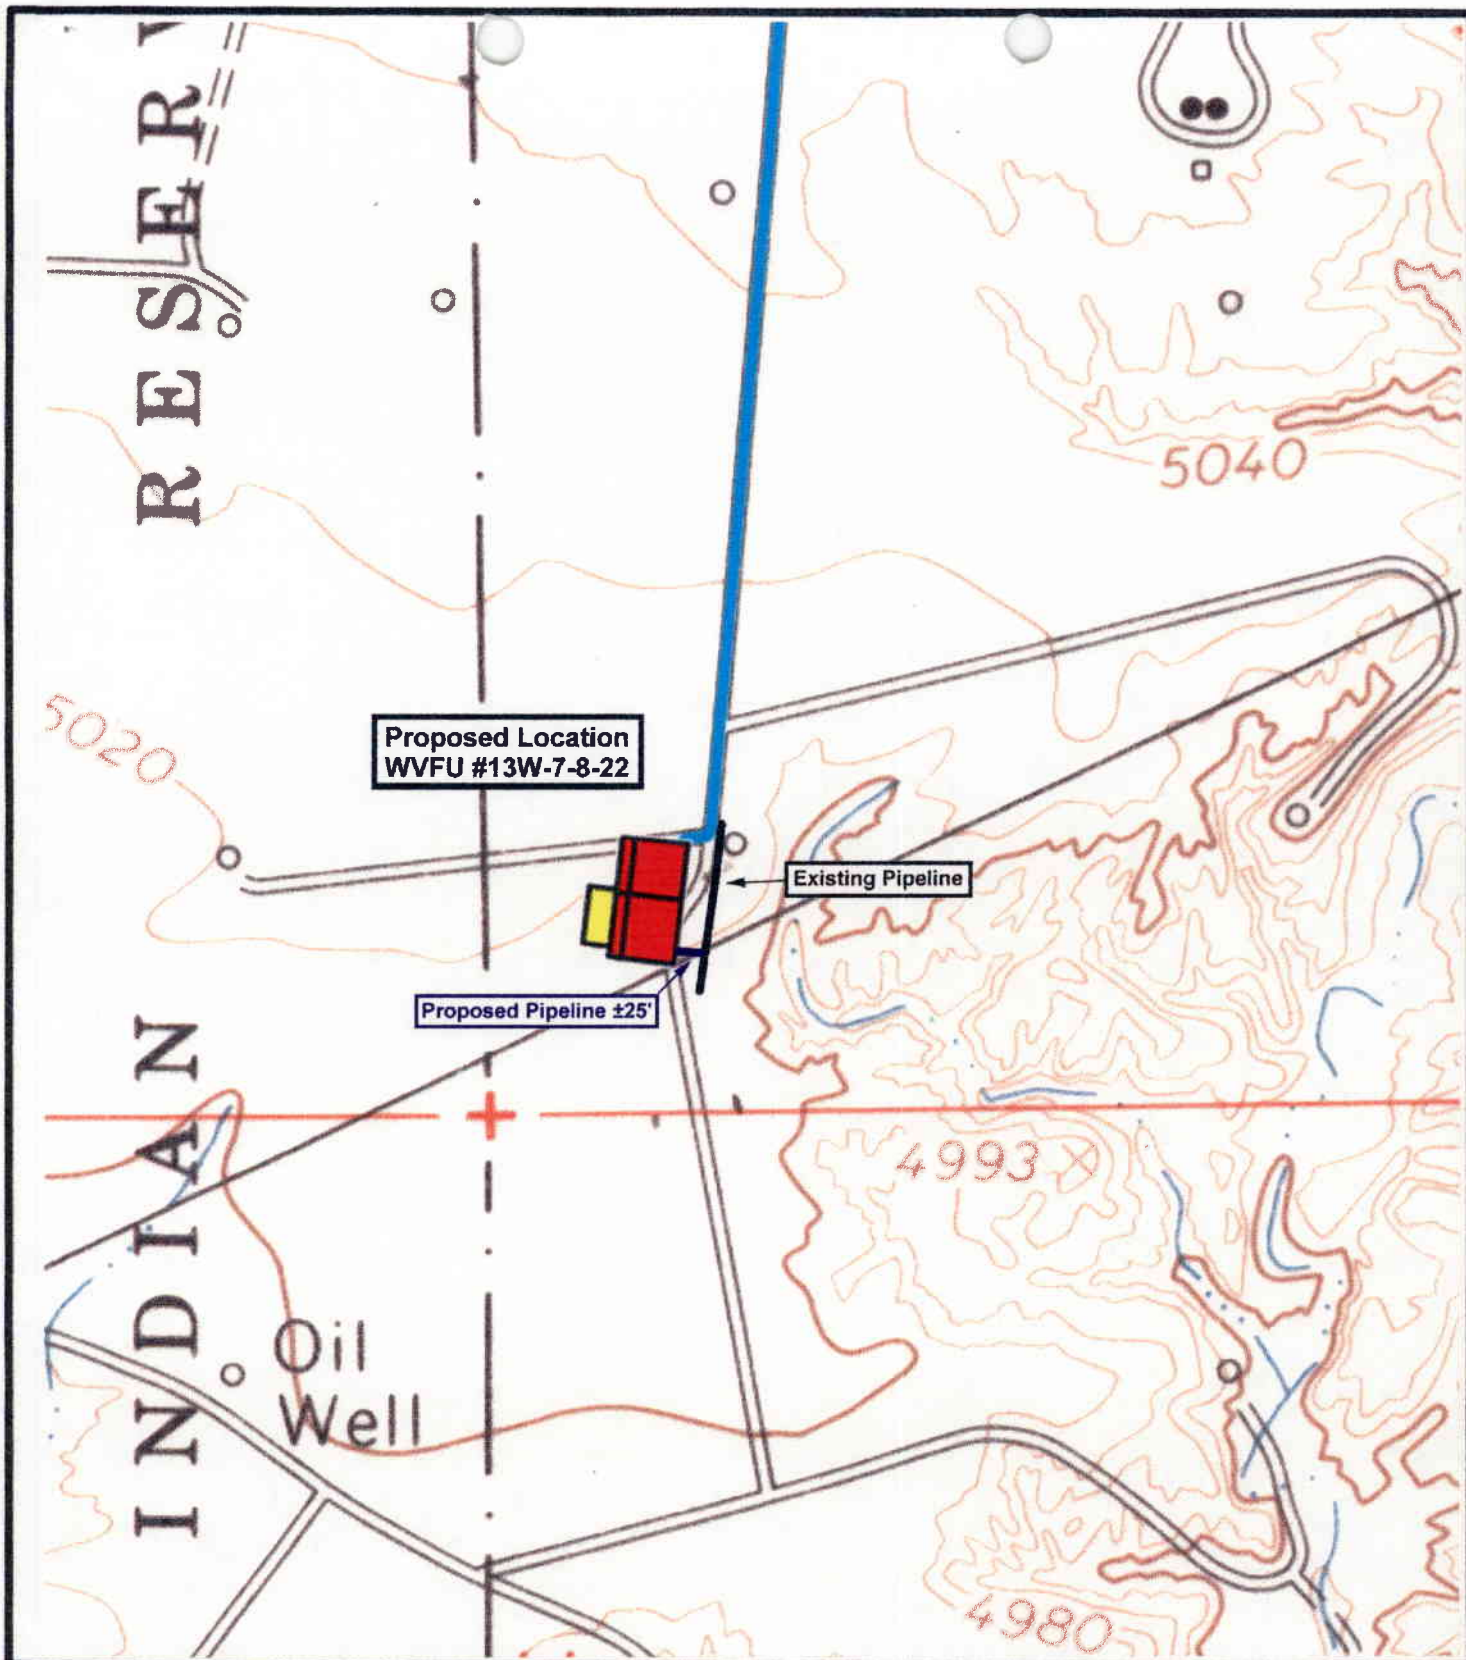 INDIAN RESERV
5040
5020
Proposed Location
WVFU #13W-7-8-22
Existing Pipeline
Proposed Pipeline ±25'
4993
Oil
Well
4980